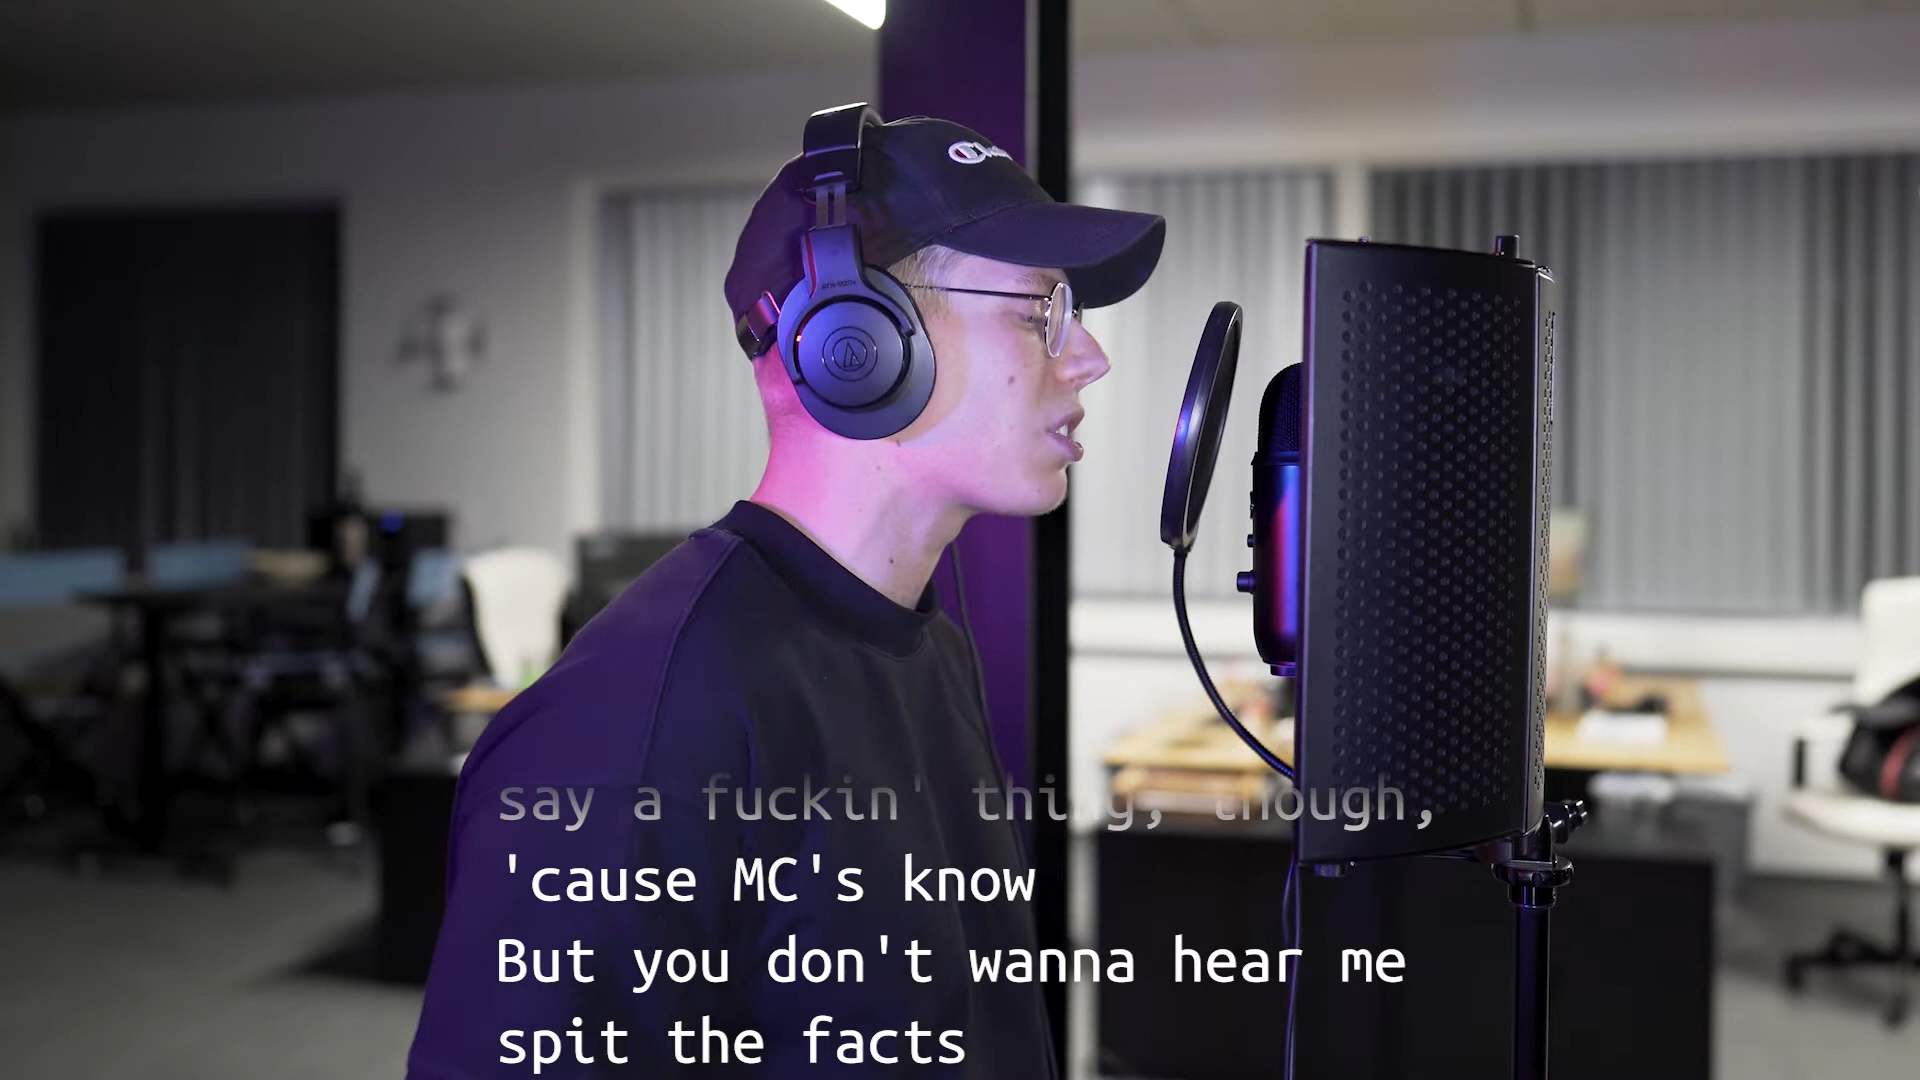 say a fuckin' thing, though,
'cause MC's know
But you don't wanna hear me
spit the facts